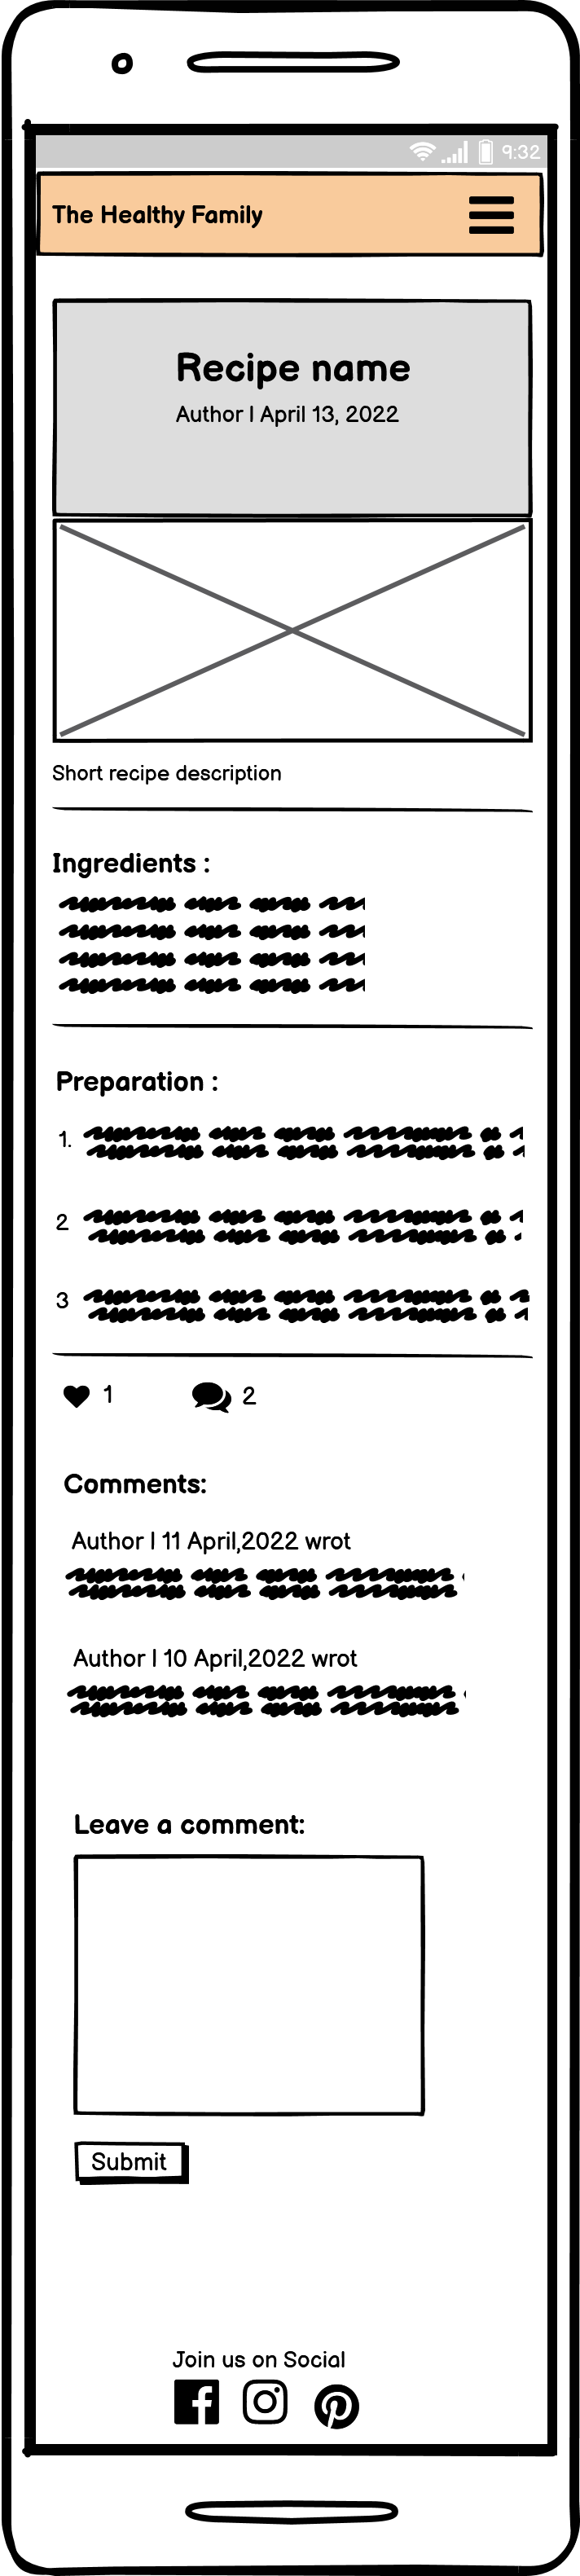 9:32
The Healthy Family
Recipe name
Author | April 13, 2022
Short recipe description
Ingredients :
Preparation :
1.
2
3
1 2
Comments:
Author | 11 April,2022 wrot
Author | 10 April,2022 wrot
Leave a comment:
Submit
Join us on Social